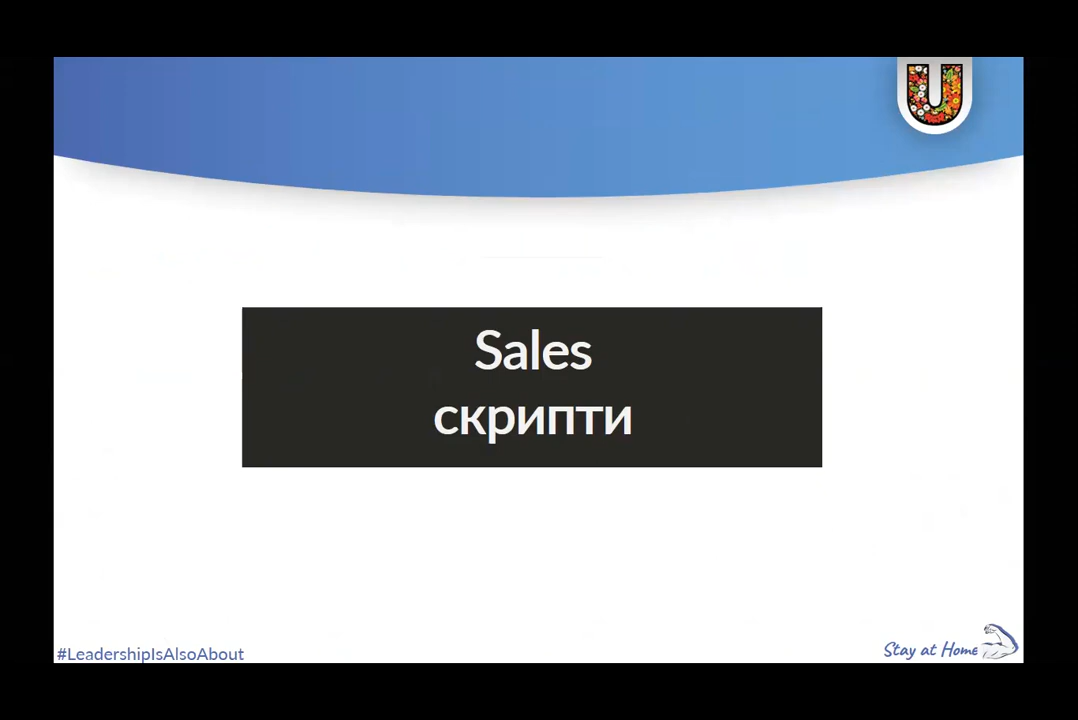 U
Sales
скрипти
#LeadershipIsAlsoAbout
Stay at Home